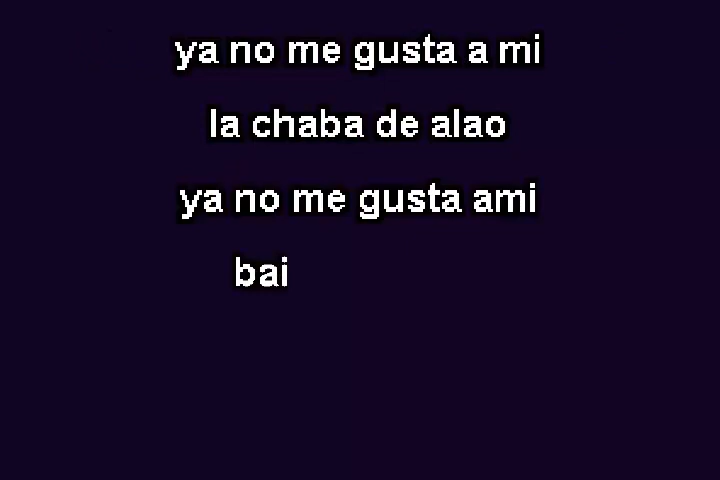 ya no me gusta a mi
la chaba de alao
ya no me gusta ami
bai